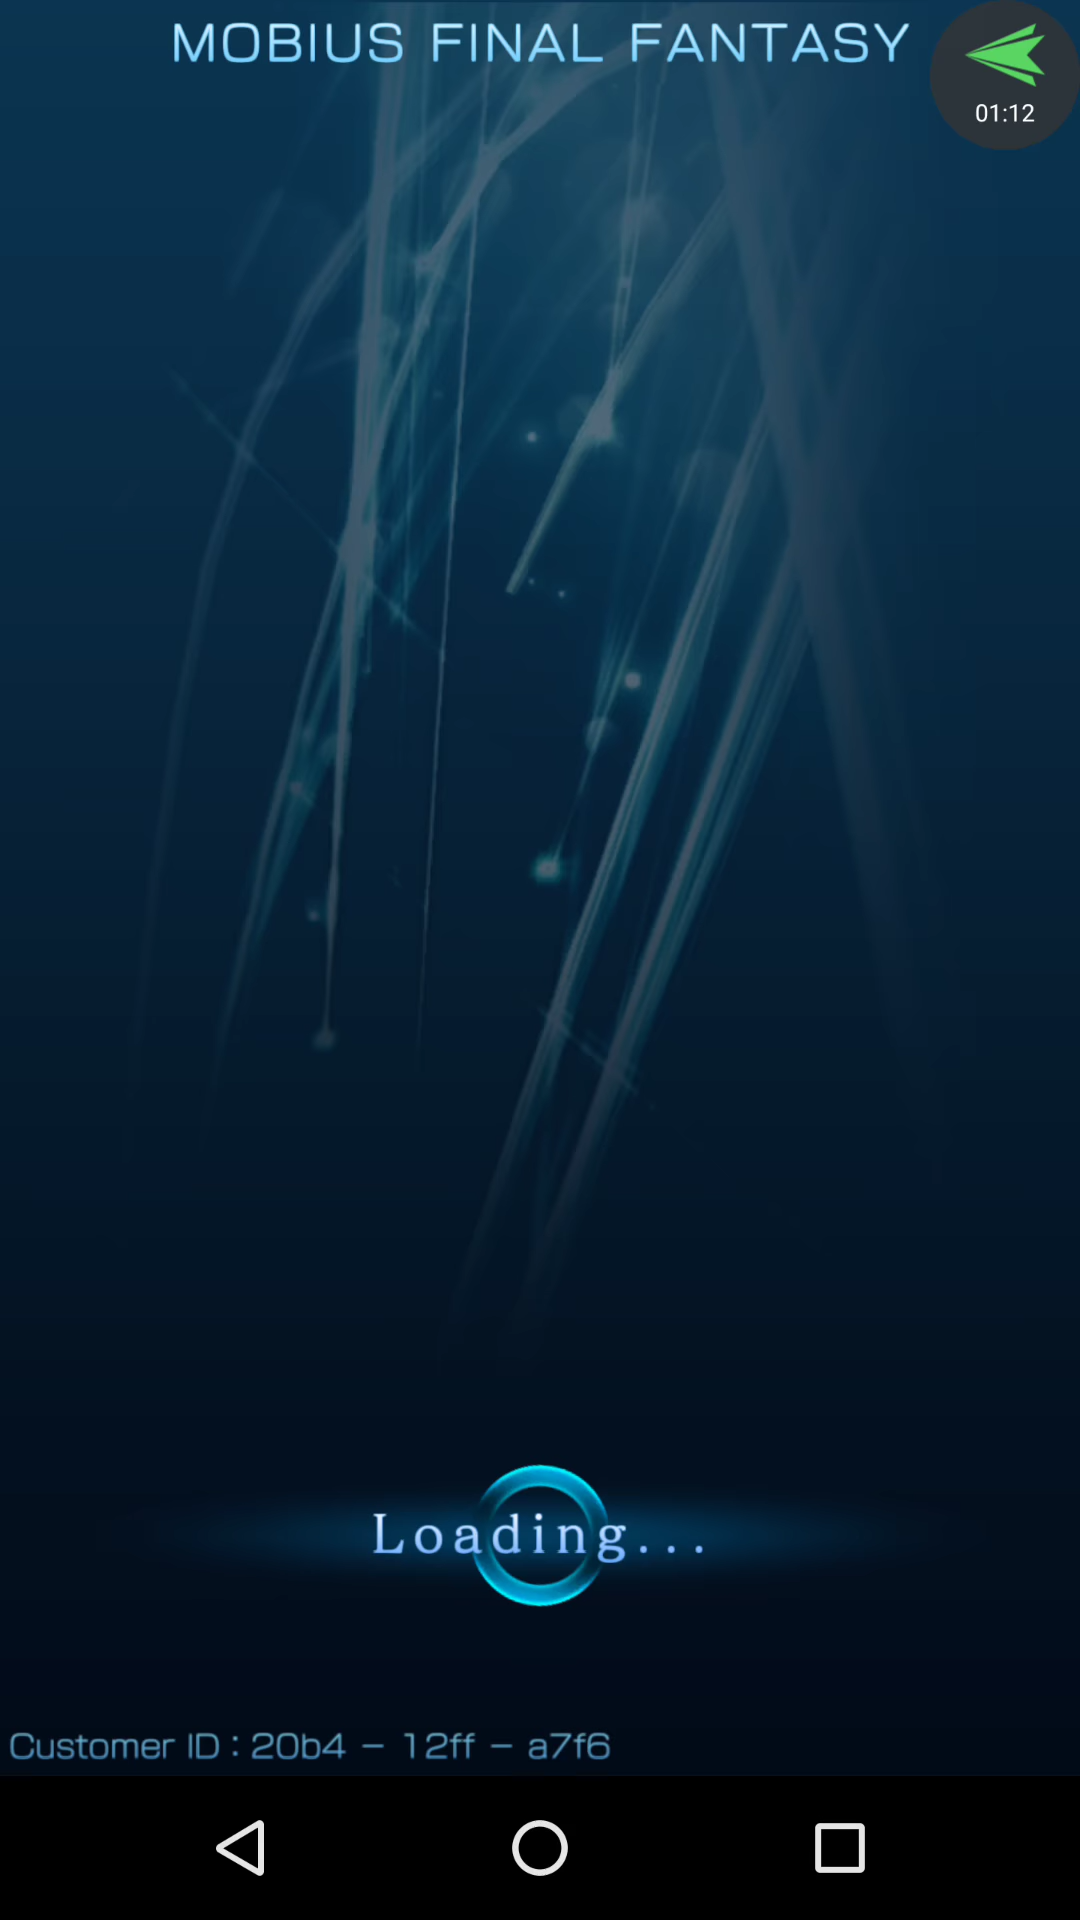 MOBIUS FINAL FANTASY
01:12
Loading...
Customer ID : 20b4 – 12ff – a7f6